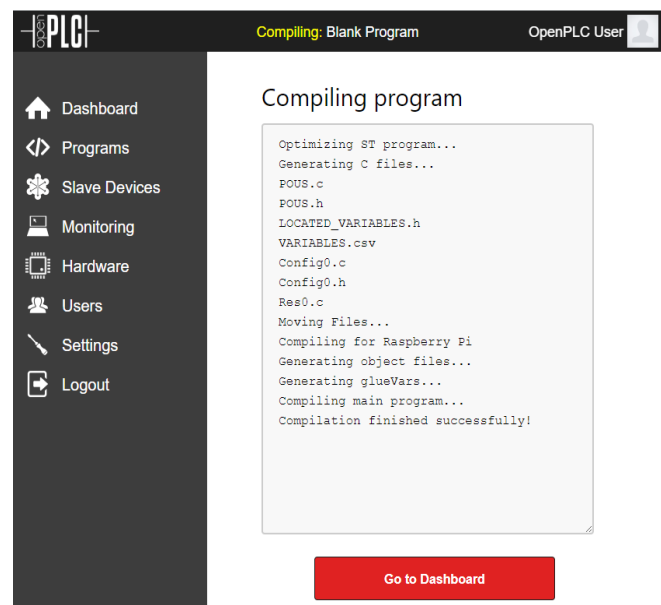 open PLC
Compiling: Blank Program
OpenPLC User
Dashboard
Programs
Slave Devices
Monitoring
Hardware
Users
Settings
Logout
Compiling program
Optimizing ST program...
Generating C files...
POUS.c
POUS.h
LOCATED_VARIABLES.h
VARIABLES.csv
Config0.c
Config0.h
Res0.c
Moving Files...
Compiling for Raspberry Pi
Generating object files...
Generating glueVars...
Compiling main program...
Compilation finished successfully!
Go to Dashboard